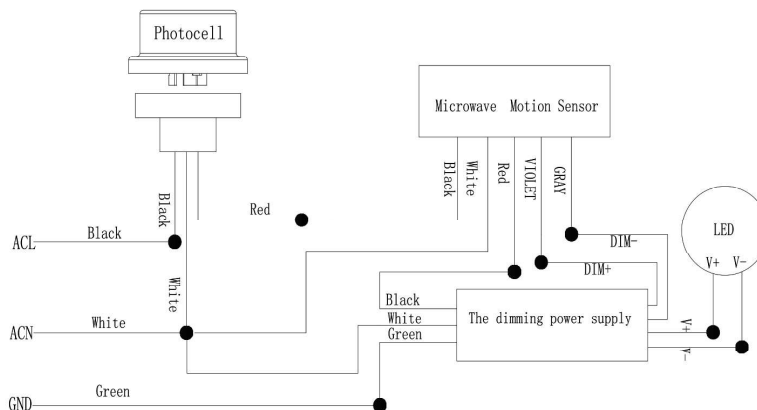 Photocell
Microwave Motion Sensor
Black
White
Red
VIOLET
GRAY
Black
Red
ACL
Black
LED
V+
V-
DIM-
DIM+
White
Black
ACN
White
White
Green
The dimming power supply
V+
V-
GND
Green